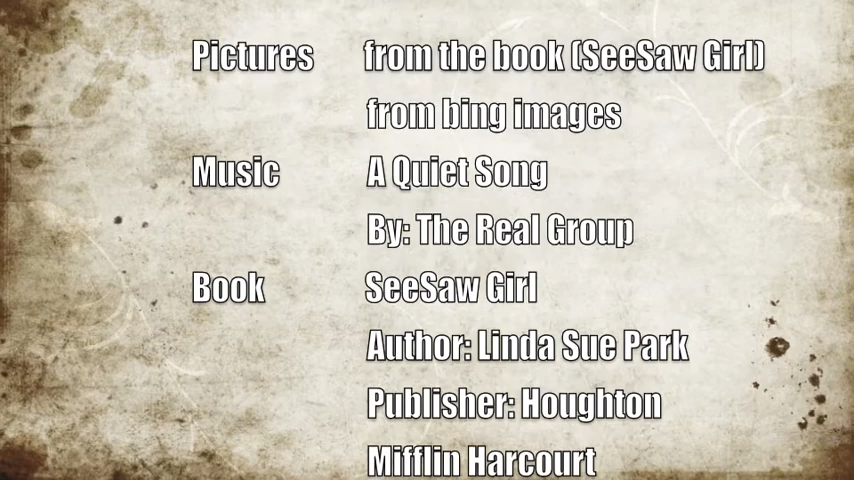 Pictures from the book (SeeSaw Girl)
from bing images
Music A Quiet Song
By: The Real Group
Book SeeSaw Girl
Author: Linda Sue Park
Publisher: Houghton
Mifflin Harcourt